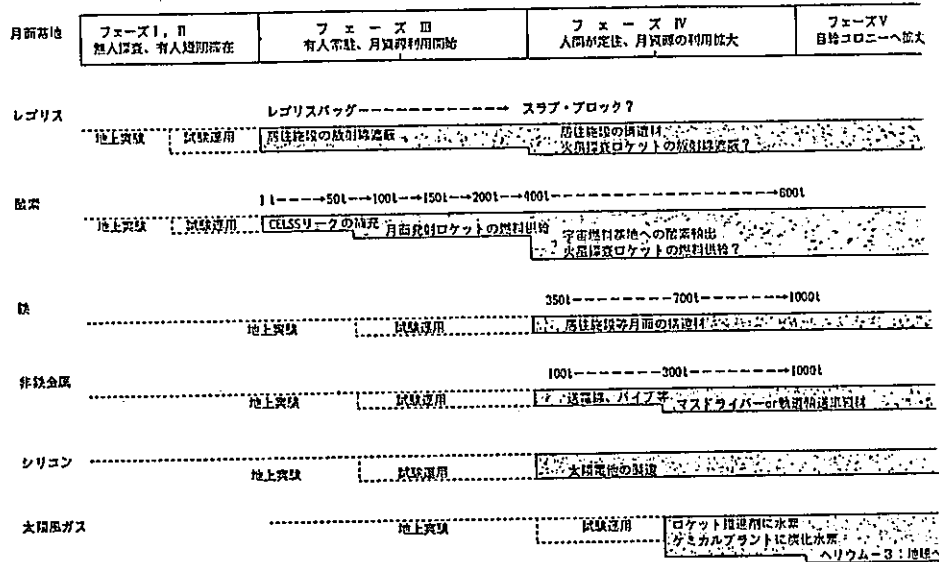 月面基地
フェーズI, II
無人探査、有人短期滞在
フェーズ III
有人常駐、月資源利用開始
フェーズ IV
人間が定住、月資源の利用拡大
フェーズV
自給コロニーへ拡大
レゴリス
レゴリスバッグ スラブ・ブロック?
地上実験 試験運用 居住施設の放射線遮蔽
居住施設の構造材
火星探査ロケットの放射線遮蔽?
酸素
1t 50t 100t 150t 200t 400t 600t
地上実験 試験運用 CELSSリークの補充 月面発射ロケットの燃料供給
宇宙燃料基地への酸素輸出
火星探査ロケットの燃料供給?
鉄
350t 700t 1000t
地上実験 試験運用 居住施設等月面の構造材
非鉄金属
100t 300t 1000t
地上実験 試験運用 送電線、パイプ等 マスドライバーor軌道輸送
シリコン
地上実験 試験運用 太陽電池の製造
太陽風ガス
地上実験 試験運用 ロケット推進剤に水素
ケミカルプラントに炭化水素
ヘリウム-3:地球へ